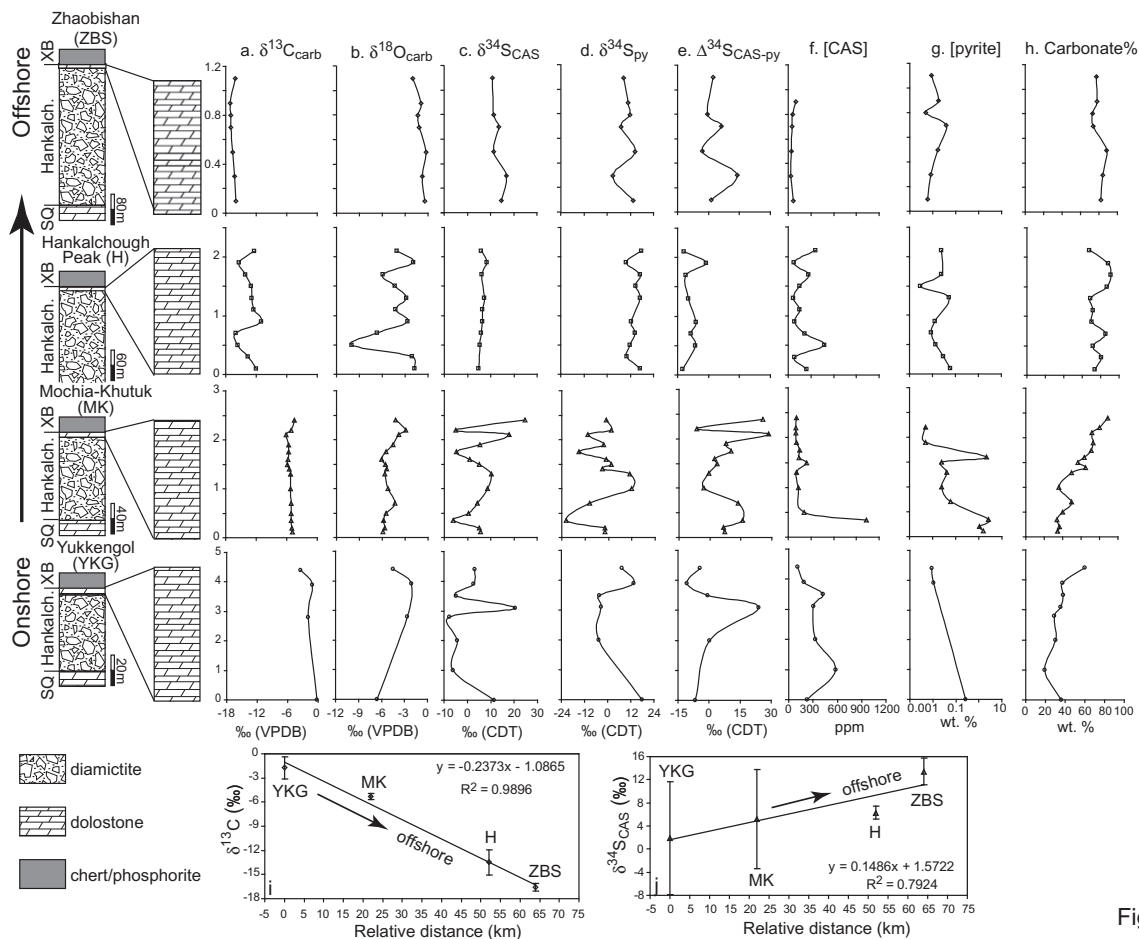 Zhaobishan
(ZBS)
a. δ13Ccarb
b. δ18Ocarb
c. δ34SCAS
d. δ34Spy
e. Δ34SCAS-py
f. [CAS]
g. [pyrite]
h. Carbonate%
Offshore
XB
Hankalch.
SQ
80m
1.2
0.8
0.4
0
Hankalchough
Peak (H)
XB
Hankalch.
60m
2
1
0
Mochia-Khutuk
(MK)
XB
Hankalch.
SQ
40m
3
2
1
0
Yukkengol
(YKG)
Onshore
XB
Hankalch.
SQ
20m
5
4
3
2
1
0
-18 -12 -6 0
-12 -9 -6 -3 0
-10 0 10 20 30
-24 -12 0 12 24
-15 0 15 30
0 300 600 900 1200
0.001 0.1 10
0 20 40 60 80 100
‰ (VPDB)
‰ (VPDB)
‰ (CDT)
‰ (CDT)
‰ (CDT)
ppm
wt. %
wt. %
diamictite
dolostone
chert/phosphorite
δ13C (‰)
0
-3
-6
-9
-12
-15
-18
y = -0.2373x - 1.0865
R2 = 0.9896
YKG
MK
H
ZBS
offshore
i
-5 0 5 10 15 20 25 30 35 40 45 50 55 60 65 70
Relative distance (km)
δ34SCAS (‰)
16
12
8
4
0
-4
-8
YKG
MK
H
ZBS
offshore
y = 0.1486x + 1.5722
R2 = 0.7924
j
-5 0 5 10 15 20 25 30 35 40 45 50 55 60 65 70
Relative distance (km)
Fig